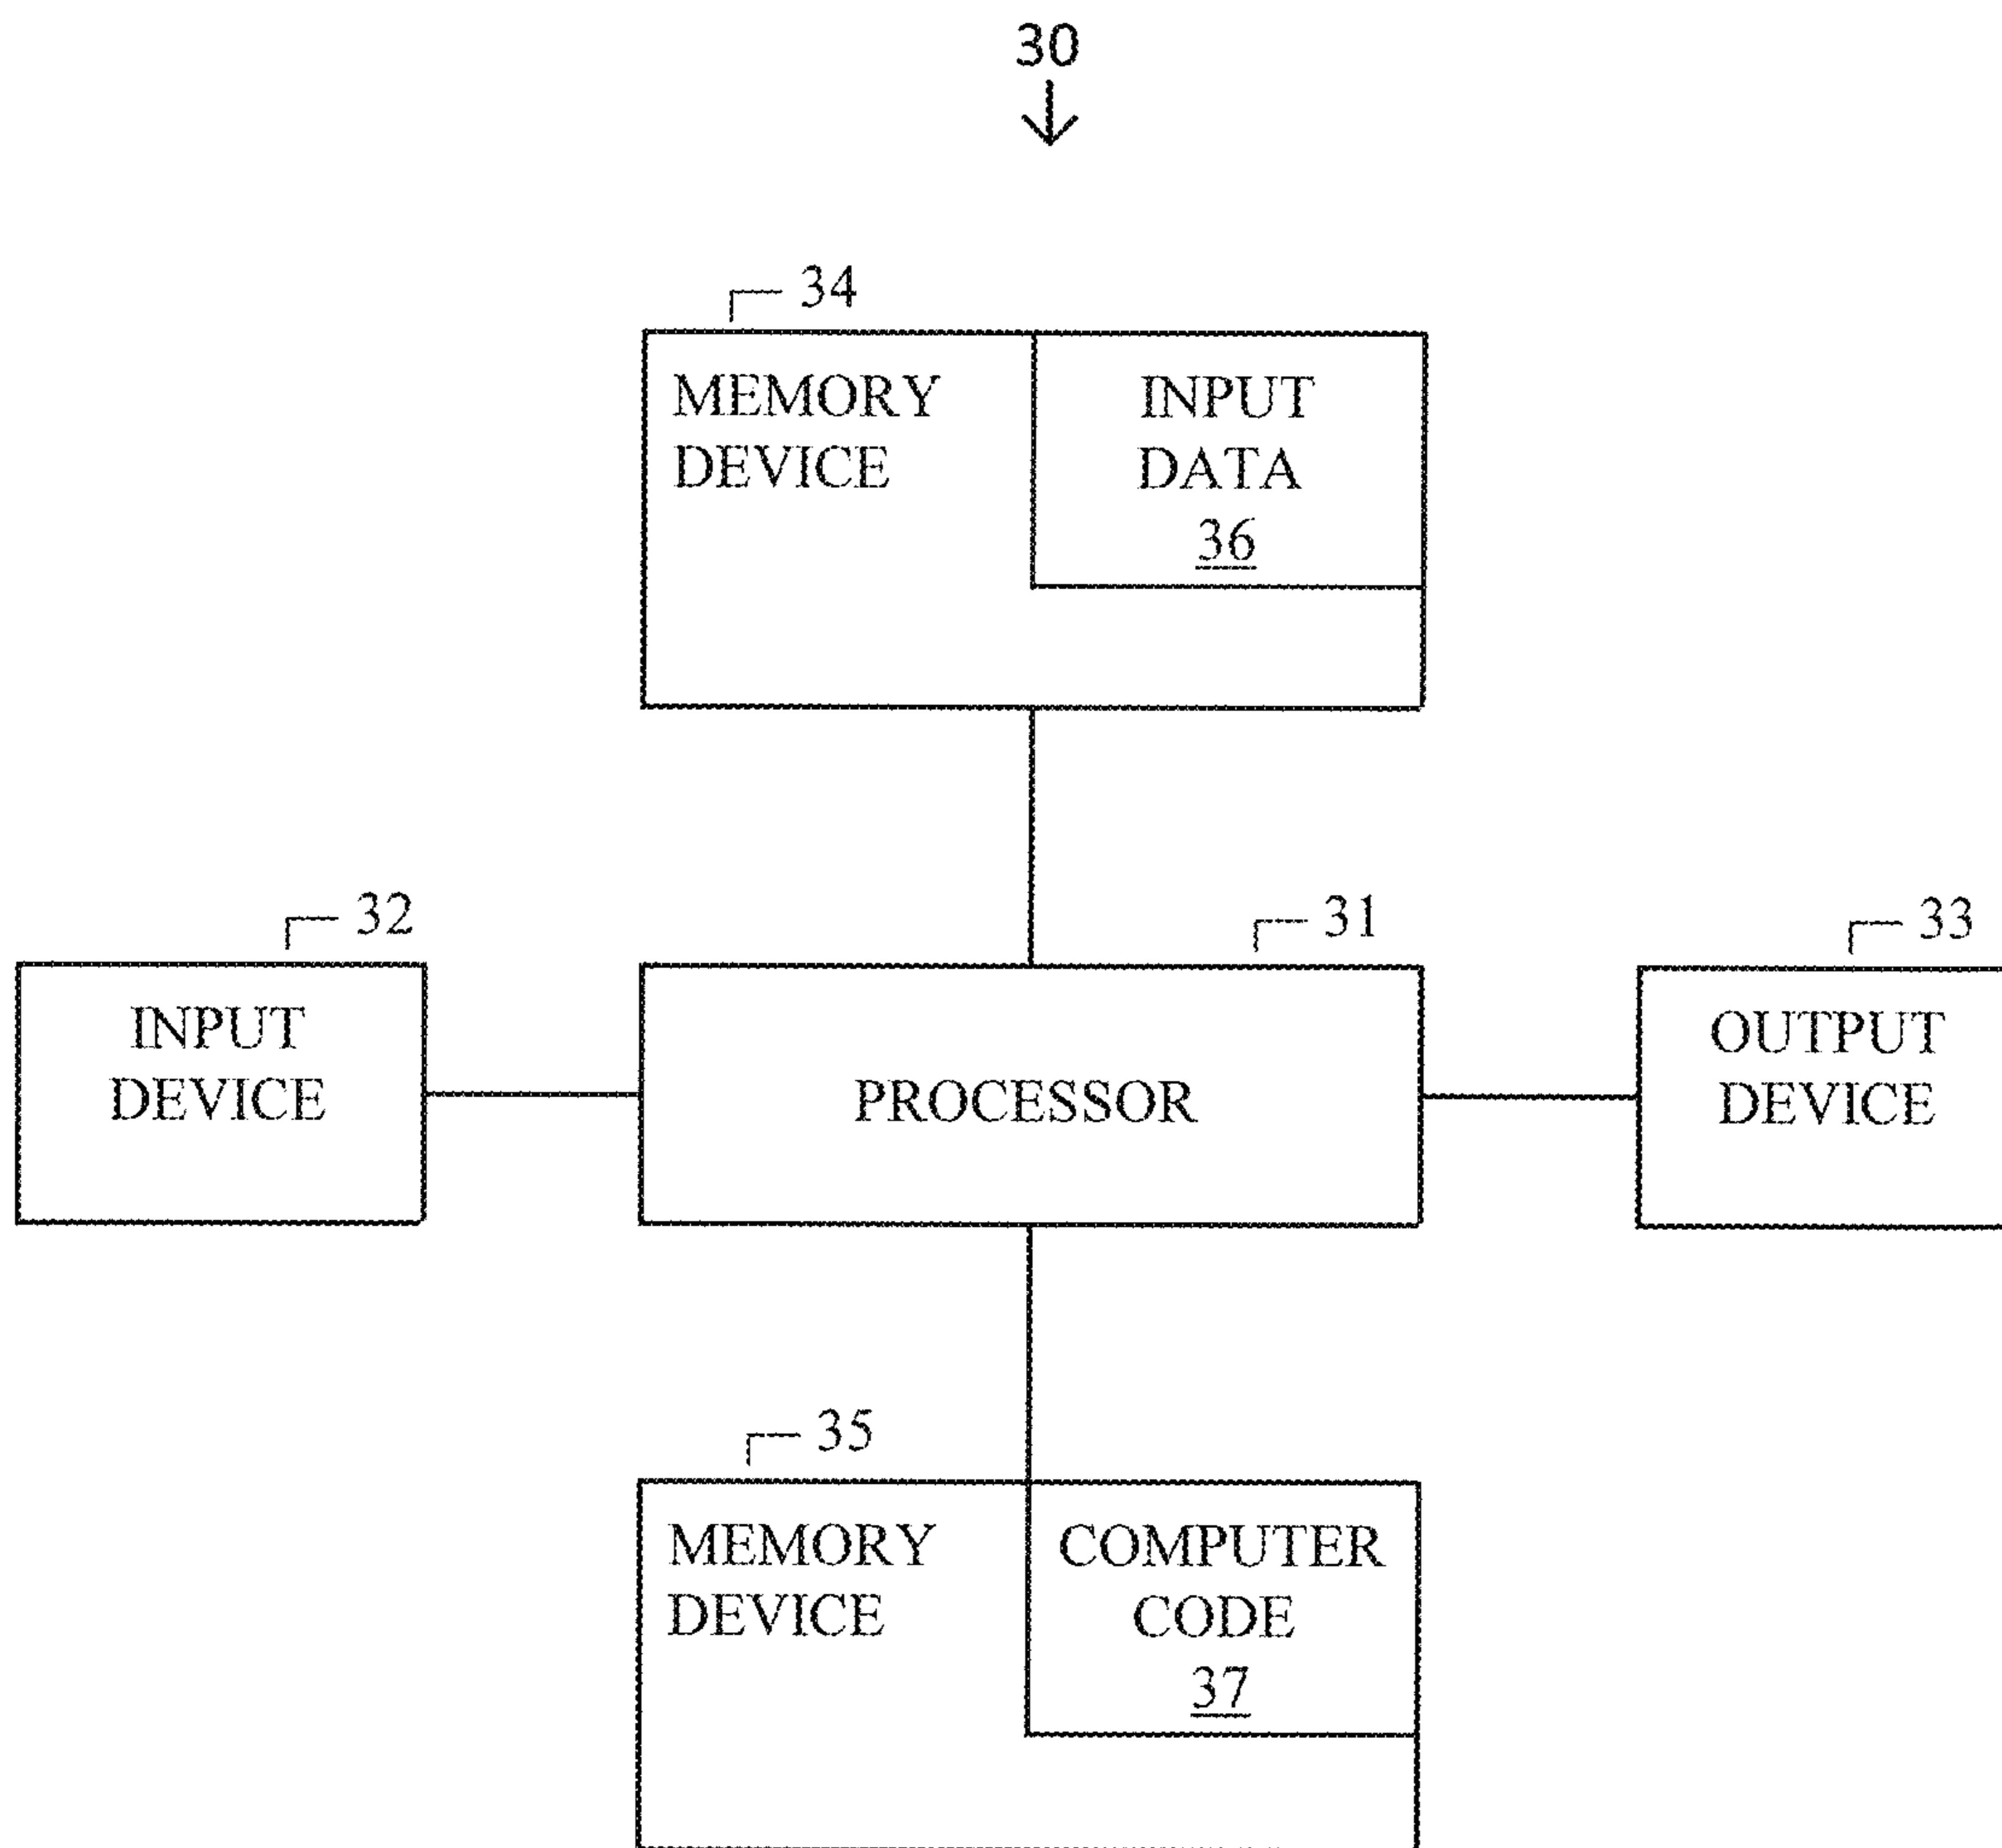 30
34
MEMORY
DEVICE
INPUT
DATA
36
32
INPUT
DEVICE
31
PROCESSOR
33
OUTPUT
DEVICE
35
MEMORY
DEVICE
COMPUTER
CODE
37